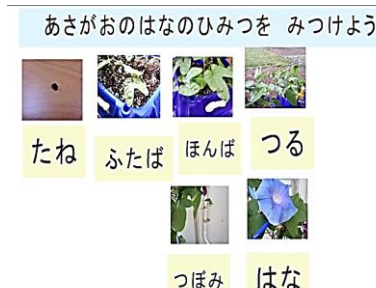 あさがおのはなのひみつを みつけよう
たね
ふたば
ほんば
つる
つぼみ
はな